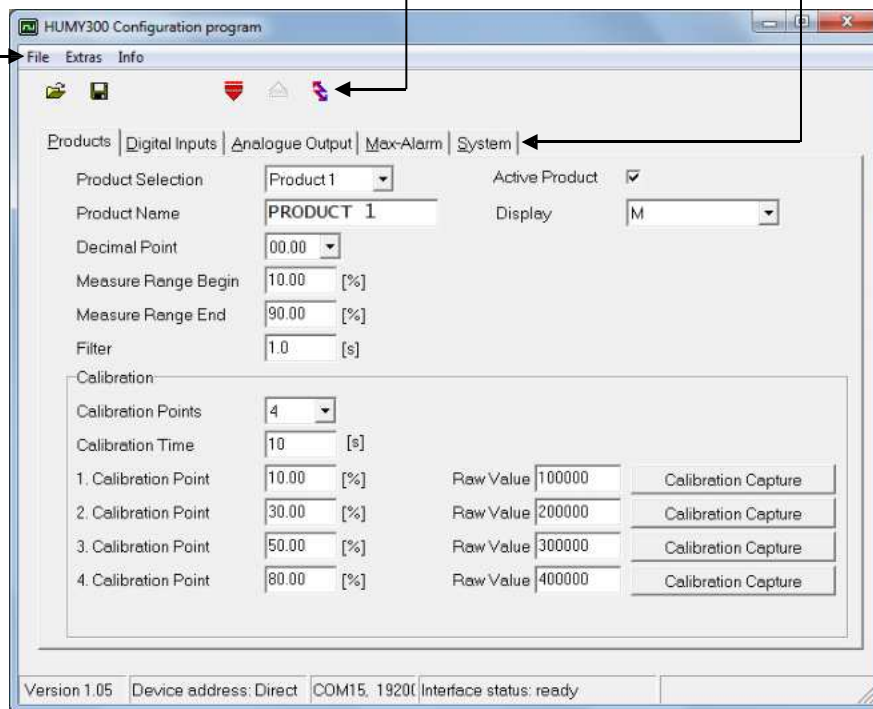 HUMY300 Configuration program
File Extras Info
Products Digital Inputs Analogue Output Max-Alarm System
Product Selection Product 1 Active Product
Product Name PRODUCT 1 Display M
Decimal Point 00.00
Measure Range Begin 10.00 [%]
Measure Range End 90.00 [%]
Filter 1.0 [s]
Calibration
Calibration Points 4
Calibration Time 10 [s]
1. Calibration Point 10.00 [%] Raw Value 100000 Calibration Capture
2. Calibration Point 30.00 [%] Raw Value 200000 Calibration Capture
3. Calibration Point 50.00 [%] Raw Value 300000 Calibration Capture
4. Calibration Point 80.00 [%] Raw Value 400000 Calibration Capture
Version 1.05 Device address: Direct COM15, Interface status: ready